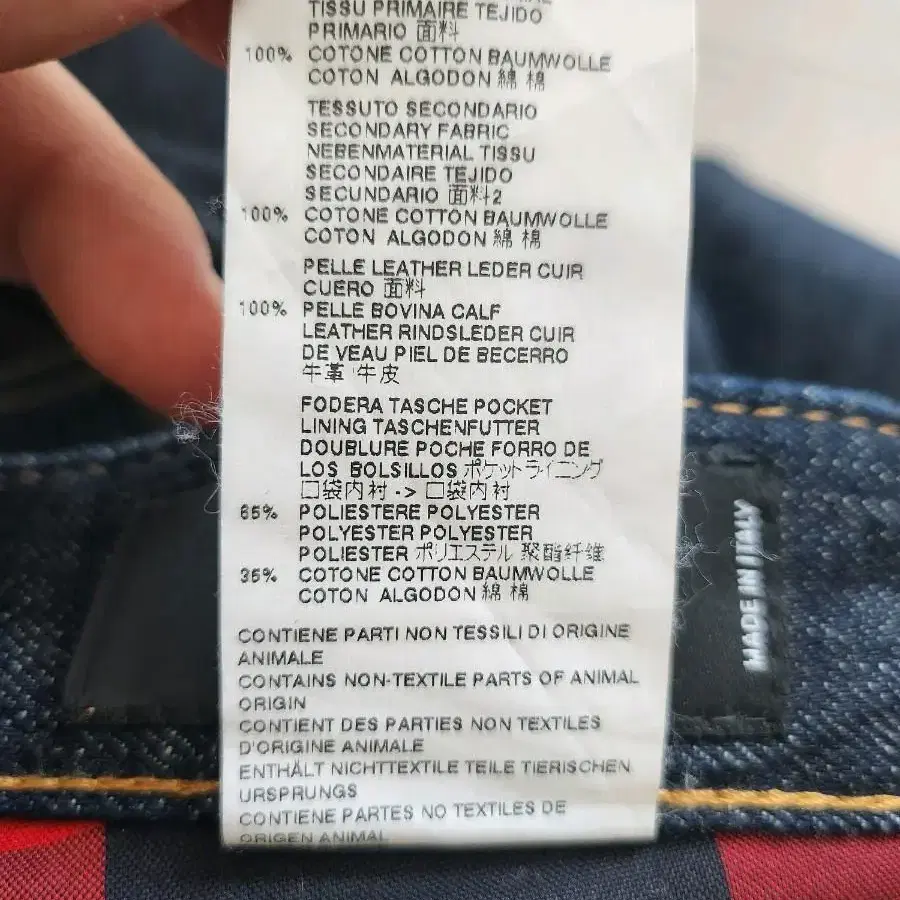 TISSU PRIMAIRE TEJIDO
PRIMARIO 面料
100% COTONE COTTON BAUMWOLLE
COTON ALGODON 綿 棉
TESSUTO SECONDARIO
SECONDARY FABRIC
NEBENMATERIAL TISSU
SECONDAIRE TEJIDO
SECUNDARIO 面料2
100% COTONE COTTON BAUMWOLLE
COTON ALGODON 綿 棉
PELLE LEATHER LEDER CUIR
CUERO 面料
100% PELLE BOVINA CALF
LEATHER RINDSLEDER CUIR
DE VEAU PIEL DE BECERRO
牛革 牛皮
FODERA TASCHE POCKET
LINING TASCHENFUTTER
DOUBLURE POCHE FORRO DE
LOS BOLSILLOS ポケットライニング
口袋内衬 -> 口袋内衬
65% POLIESTERE POLYESTER
POLYESTER POLYESTER
POLIESTER ポリエステル 聚酯纤维
35% COTONE COTTON BAUMWOLLE
COTON ALGODON 綿 棉
CONTIENE PARTI NON TESSILI DI ORIGINE
ANIMALE
CONTAINS NON-TEXTILE PARTS OF ANIMAL
ORIGIN
CONTIENT DES PARTIES NON TEXTILES
D'ORIGINE ANIMALE
ENTHÄLT NICHTTEXTILE TEILE TIERISCHEN
URSPRUNGS
CONTIENE PARTES NO TEXTILES DE
ORIGEN ANIMAL
MADE IN ITALY